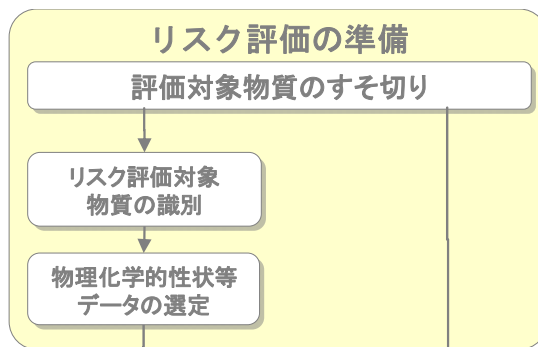 リスク評価の準備
評価対象物質のすそ切り
リスク評価対象
物質の識別
物理化学的性状等
データの選定